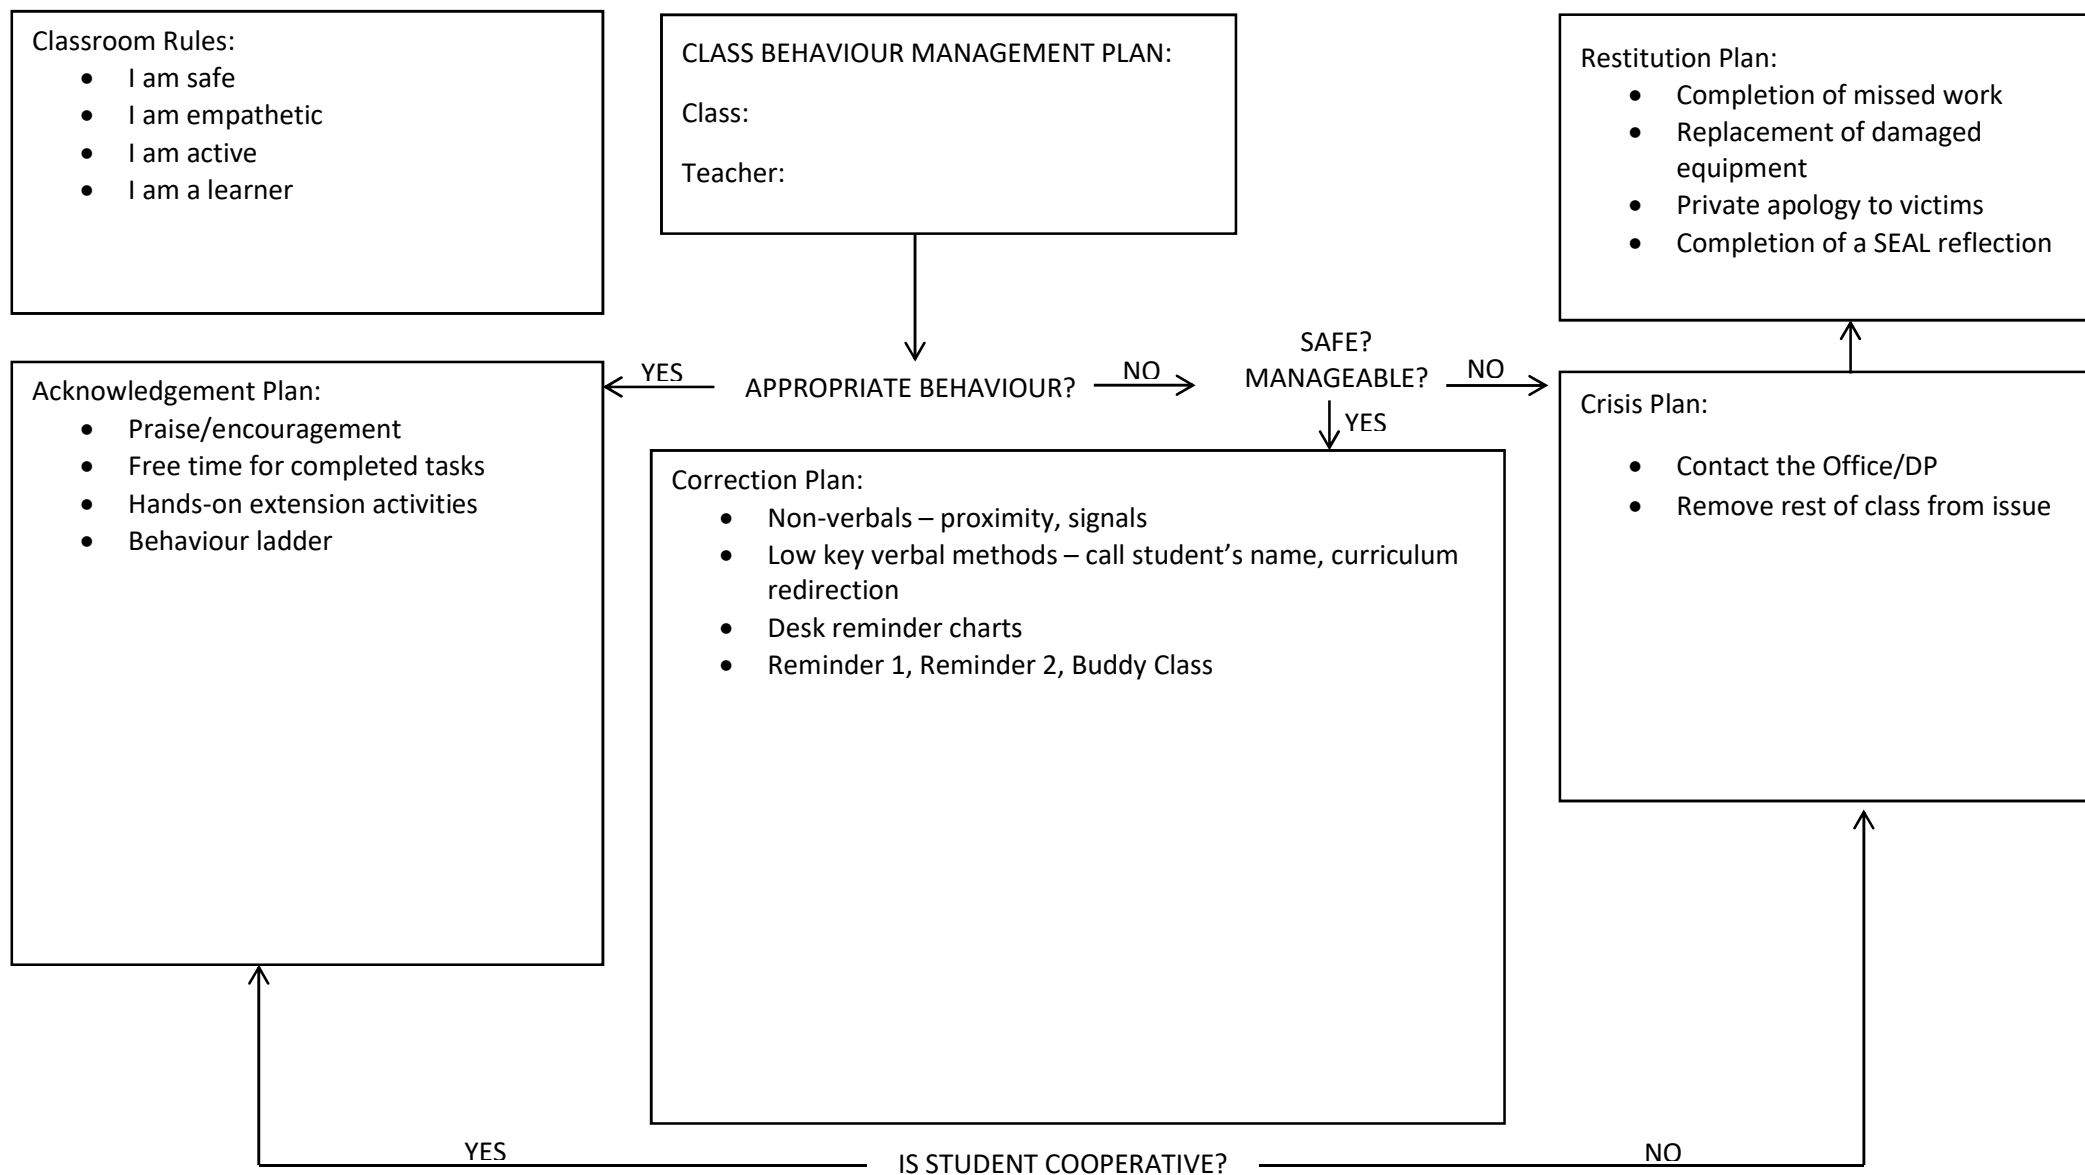 Classroom Rules:
• I am safe
• I am empathetic
• I am active
• I am a learner
CLASS BEHAVIOUR MANAGEMENT PLAN:
Class:
Teacher:
Restitution Plan:
• Completion of missed work
• Replacement of damaged
equipment
• Private apology to victims
• Completion of a SEAL reflection
YES
APPROPRIATE BEHAVIOUR?
NO
SAFE?
MANAGEABLE?
NO
YES
Acknowledgement Plan:
• Praise/encouragement
• Free time for completed tasks
• Hands-on extension activities
• Behaviour ladder
Correction Plan:
• Non-verbals – proximity, signals
• Low key verbal methods – call student’s name, curriculum
redirection
• Desk reminder charts
• Reminder 1, Reminder 2, Buddy Class
Crisis Plan:
• Contact the Office/DP
• Remove rest of class from issue
YES
IS STUDENT COOPERATIVE?
NO